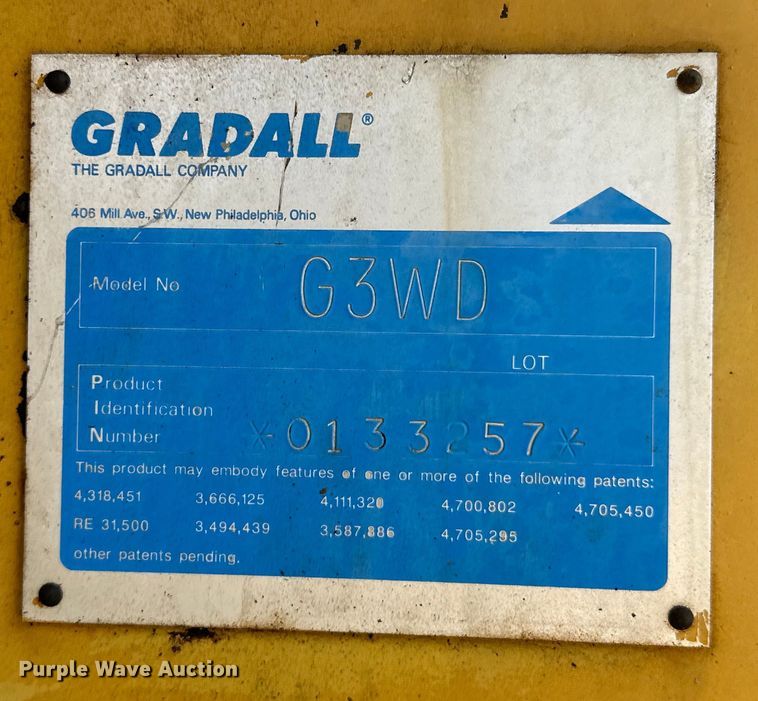 GRADALL®
THE GRADALL COMPANY
406 Mill Ave., S.W., New Philadelphia, Ohio
Model No G3WD
LOT
Product
Identification
Number *0133257*
This product may embody features of one or more of the following patents:
4,318,451 3,666,125 4,111,320 4,700,802 4,705,450
RE 31,500 3,494,439 3,587,886 4,705,295
other patents pending.
Purple Wave Auction